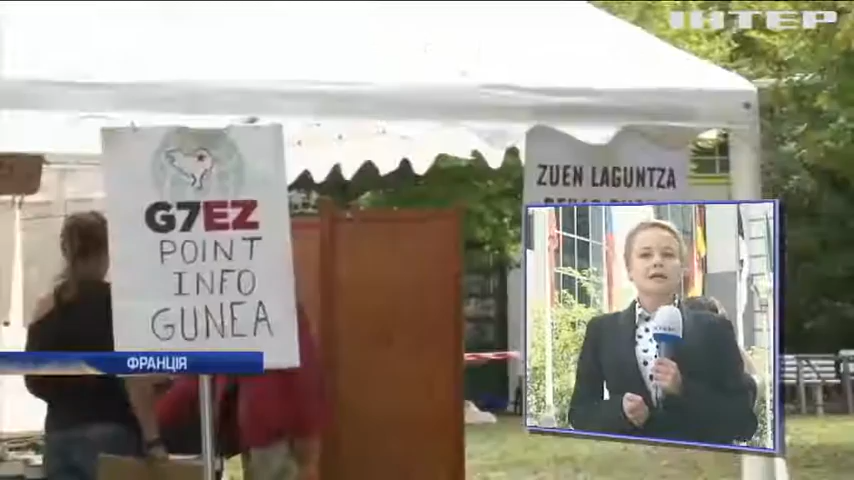 ІНТЕР
ZUEN LAGUNTZA
G7EZ
POINT
INFO
GUNEA
ФРАНЦІЯ